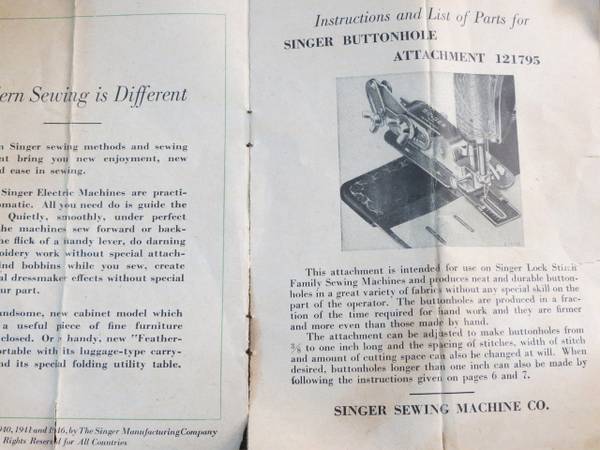 ern Sewing is Different
n Singer sewing methods and sewing
nt bring you new enjoyment, new
d ease in sewing.
Singer Electric Machines are practi-
omatic. All you need do is guide the
Quietly, smoothly, under perfect
he machines sew forward or back-
he flick of a handy lever, do darning
oidery work without special attach-
ind bobbins while you sew, create
al dressmaker effects without special
ur part.
andsome, new cabinet model which
a useful piece of fine furniture
closed. Or a handy, new "Feather-
ortable with its luggage-type carry-
nd its special folding utility table.
940, 1941 and 1946, by The Singer Manufacturing Company
Rights Reserved for All Countries
Instructions and List of Parts for
SINGER BUTTONHOLE
ATTACHMENT 121795
This attachment is intended for use on Singer Lock Stitch
Family Sewing Machines and produces neat and durable button-
holes in a great variety of fabrics without any special skill on the
part of the operator. The buttonholes are produced in a frac-
tion of the time required for hand work and they are firmer
and more even than those made by hand.
The attachment can be adjusted to make buttonholes from
3/8 to one inch long and the spacing of stitches, width of stitch
and amount of cutting space can also be changed at will. When
desired, buttonholes longer than one inch can also be made by
following the instructions given on pages 6 and 7.
SINGER SEWING MACHINE CO.